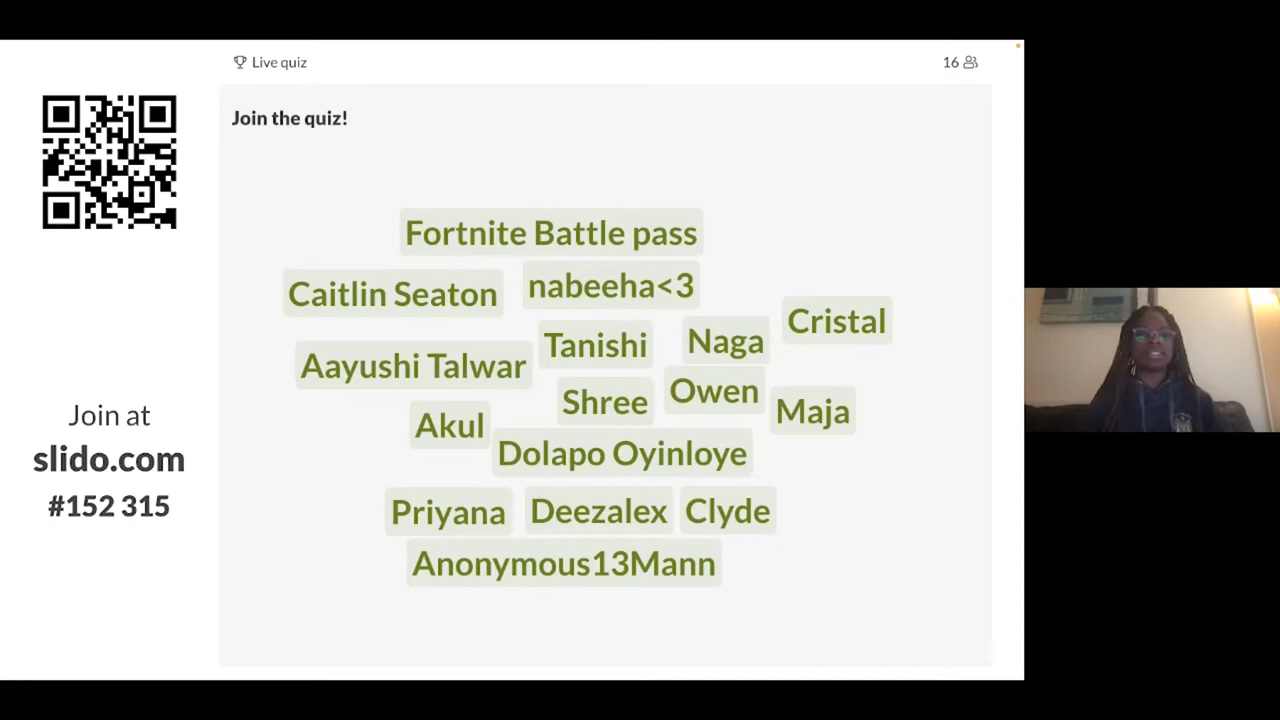 Live quiz
16
Join the quiz!
Fortnite Battle pass
Caitlin Seaton
nabeeha<3
Cristal
Aayushi Talwar
Tanishi
Naga
Akul
Shree
Owen
Maja
Dolapo Oyinloye
Priyana
Deezalex
Clyde
Anonymous13Mann
Join at
slido.com
#152 315